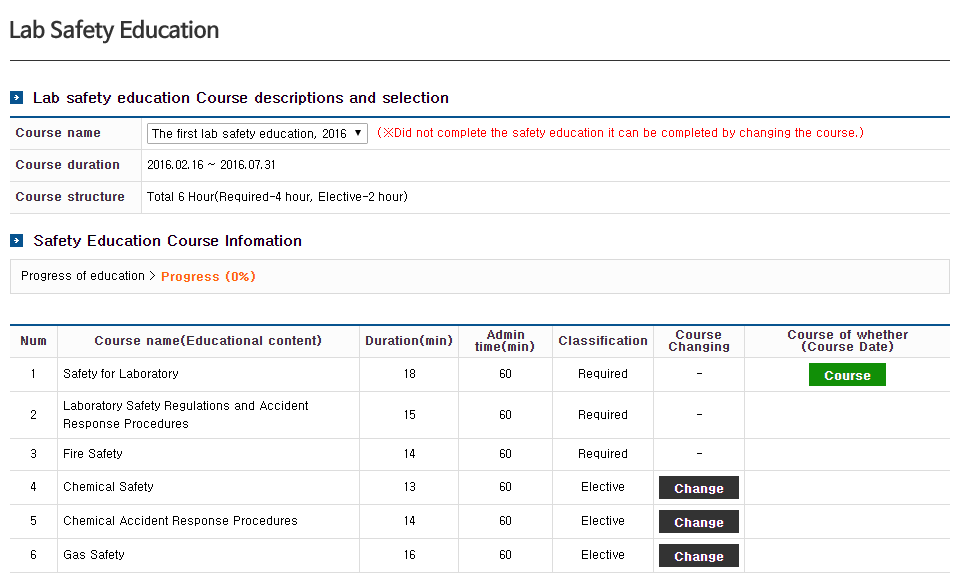 Lab Safety Education
Lab safety education Course descriptions and selection
Course name The first lab safety education, 2016 ▼ (※Did not complete the safety education it can be completed by changing the course.)
Course duration 2016.02.16 ~ 2016.07.31
Course structure Total 6 Hour(Required-4 hour, Elective-2 hour)
Safety Education Course Infomation
Progress of education > Progress (0%)
Num Course name(Educational content) Duration(min) Admin time(min) Classification Course Changing Course of whether (Course Date)
1 Safety for Laboratory 18 60 Required - Course
2 Laboratory Safety Regulations and Accident Response Procedures 15 60 Required -
3 Fire Safety 14 60 Required -
4 Chemical Safety 13 60 Elective Change
5 Chemical Accident Response Procedures 14 60 Elective Change
6 Gas Safety 16 60 Elective Change